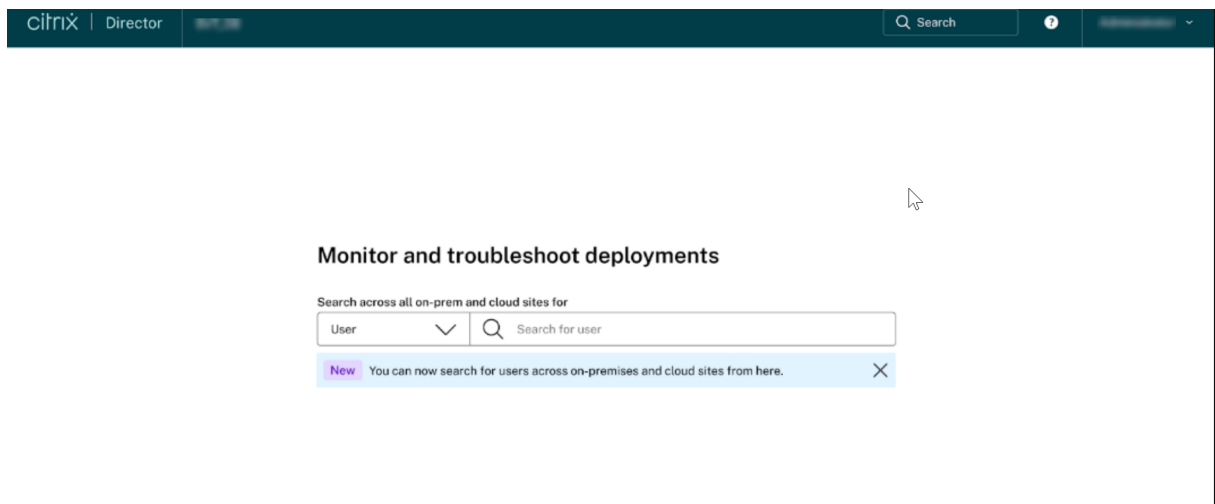 citrix | Director
Search
?
Monitor and troubleshoot deployments
Search across all on-prem and cloud sites for
User
Search for user
New You can now search for users across on-premises and cloud sites from here.